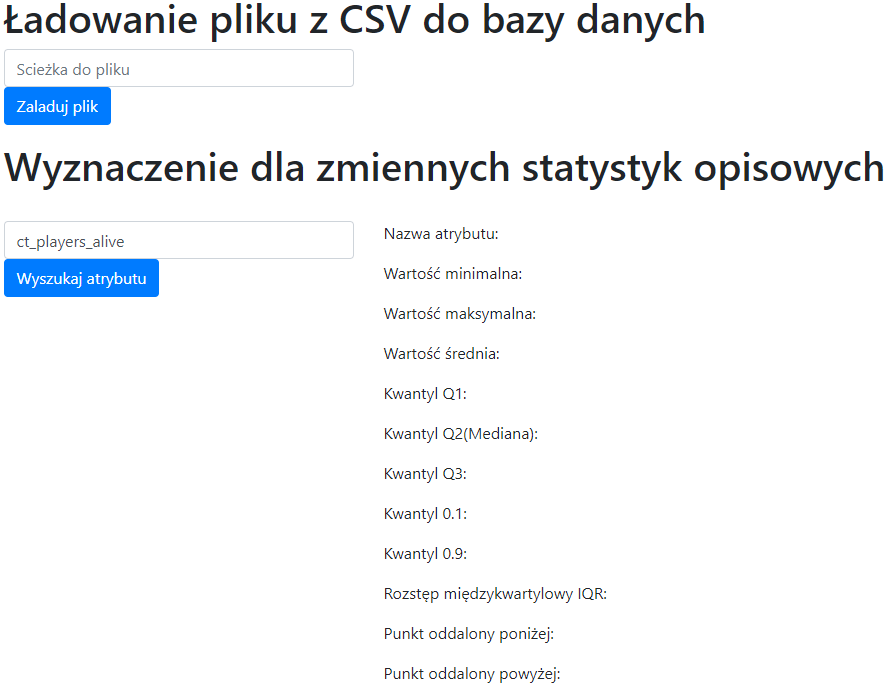 Ładowanie pliku z CSV do bazy danych
Scieżka do pliku
Zaladuj plik
Wyznaczenie dla zmiennych statystyk opisowych
ct_players_alive
Wyszukaj atrybutu
Nazwa atrybutu:
Wartość minimalna:
Wartość maksymalna:
Wartość średnia:
Kwantyl Q1:
Kwantyl Q2(Mediana):
Kwantyl Q3:
Kwantyl 0.1:
Kwantyl 0.9:
Rozstęp międzykwartylowy IQR:
Punkt oddalony poniżej:
Punkt oddalony powyżej: